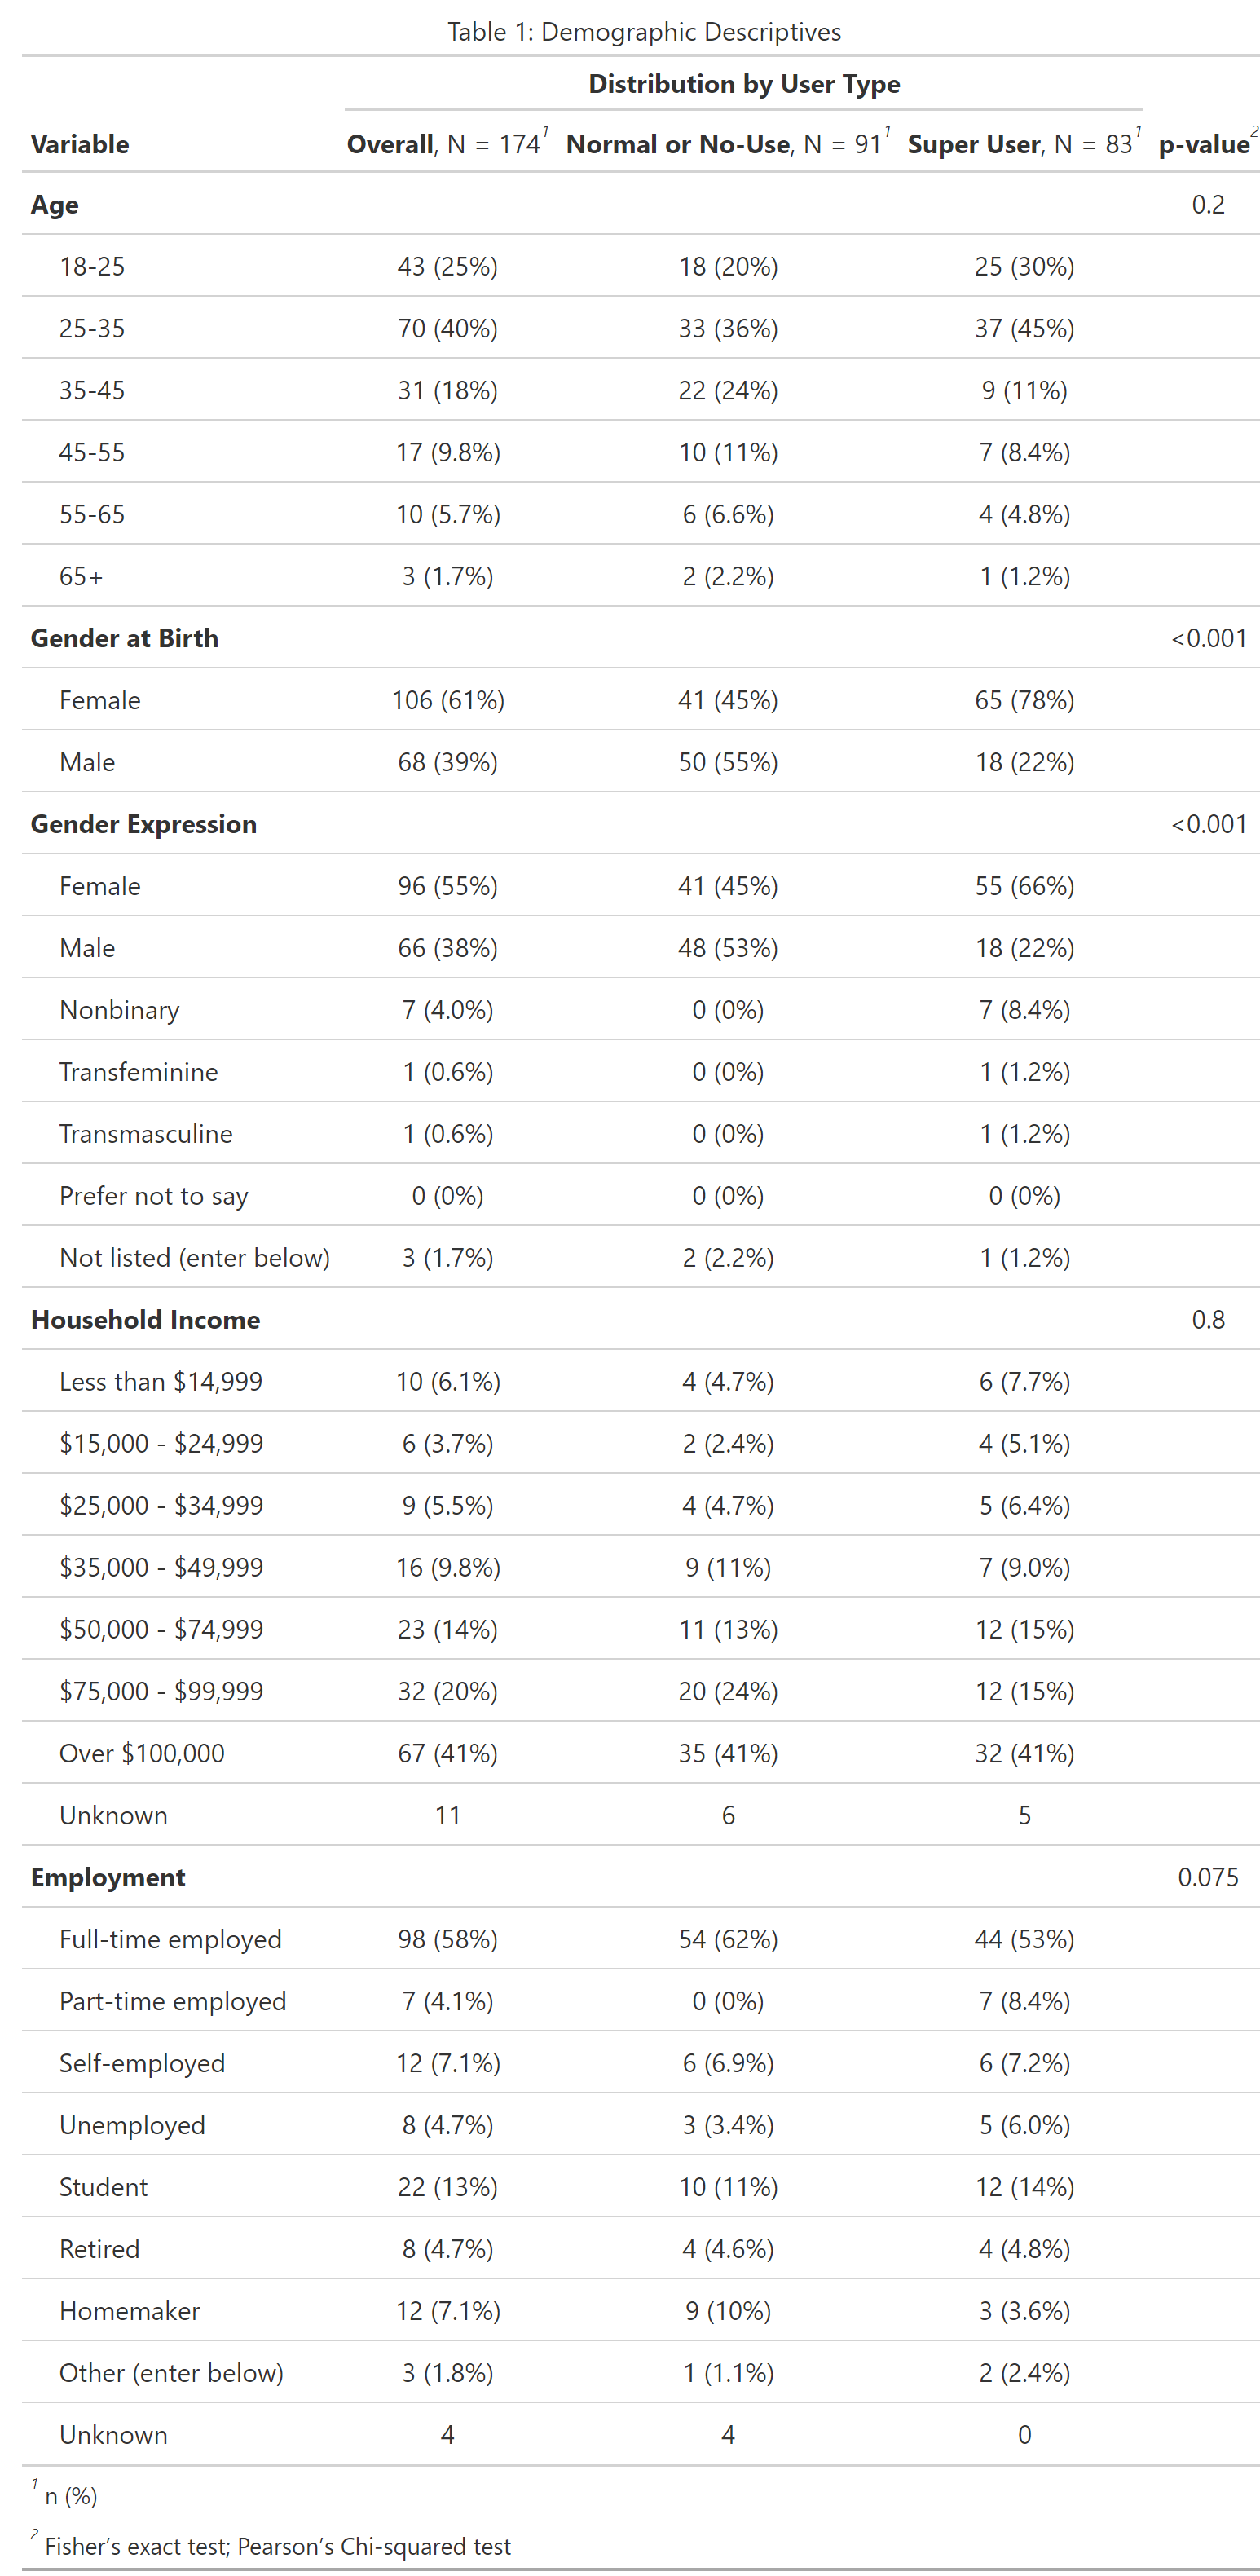 Table 1: Demographic Descriptives
Distribution by User Type
Variable Overall, N = 174¹ Normal or No-Use, N = 91¹ Super User, N = 83¹ p-value²
Age 0.2
18-25 43 (25%) 18 (20%) 25 (30%)
25-35 70 (40%) 33 (36%) 37 (45%)
35-45 31 (18%) 22 (24%) 9 (11%)
45-55 17 (9.8%) 10 (11%) 7 (8.4%)
55-65 10 (5.7%) 6 (6.6%) 4 (4.8%)
65+ 3 (1.7%) 2 (2.2%) 1 (1.2%)
Gender at Birth <0.001
Female 106 (61%) 41 (45%) 65 (78%)
Male 68 (39%) 50 (55%) 18 (22%)
Gender Expression <0.001
Female 96 (55%) 41 (45%) 55 (66%)
Male 66 (38%) 48 (53%) 18 (22%)
Nonbinary 7 (4.0%) 0 (0%) 7 (8.4%)
Transfeminine 1 (0.6%) 0 (0%) 1 (1.2%)
Transmasculine 1 (0.6%) 0 (0%) 1 (1.2%)
Prefer not to say 0 (0%) 0 (0%) 0 (0%)
Not listed (enter below) 3 (1.7%) 2 (2.2%) 1 (1.2%)
Household Income 0.8
Less than $14,999 10 (6.1%) 4 (4.7%) 6 (7.7%)
$15,000 - $24,999 6 (3.7%) 2 (2.4%) 4 (5.1%)
$25,000 - $34,999 9 (5.5%) 4 (4.7%) 5 (6.4%)
$35,000 - $49,999 16 (9.8%) 9 (11%) 7 (9.0%)
$50,000 - $74,999 23 (14%) 11 (13%) 12 (15%)
$75,000 - $99,999 32 (20%) 20 (24%) 12 (15%)
Over $100,000 67 (41%) 35 (41%) 32 (41%)
Unknown 11 6 5
Employment 0.075
Full-time employed 98 (58%) 54 (62%) 44 (53%)
Part-time employed 7 (4.1%) 0 (0%) 7 (8.4%)
Self-employed 12 (7.1%) 6 (6.9%) 6 (7.2%)
Unemployed 8 (4.7%) 3 (3.4%) 5 (6.0%)
Student 22 (13%) 10 (11%) 12 (14%)
Retired 8 (4.7%) 4 (4.6%) 4 (4.8%)
Homemaker 12 (7.1%) 9 (10%) 3 (3.6%)
Other (enter below) 3 (1.8%) 1 (1.1%) 2 (2.4%)
Unknown 4 4 0
¹ n (%)
² Fisher’s exact test; Pearson’s Chi-squared test